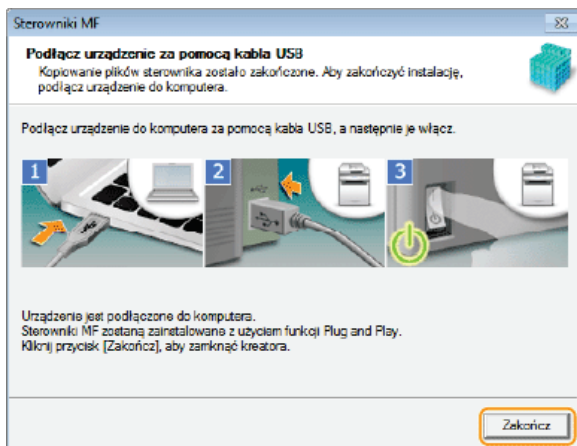 Sterowniki MF
Podłącz urządzenie za pomocą kabla USB
Kopiowanie plików sterownika zostało zakończone. Aby zakończyć instalację,
podłącz urządzenie do komputera.
Podłącz urządzenie do komputera za pomocą kabla USB, a następnie je włącz.
1 2 3
Urządzenie jest podłączone do komputera.
Sterowniki MF zostaną zainstalowane z użyciem funkcji Plug and Play.
Kliknij przycisk [Zakończ], aby zamknąć kreatora.
Zakończ